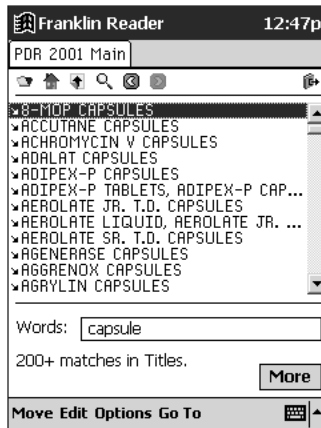 Franklin Reader 12:47p
PDR 2001 Main
8-MOP CAPSULES
ACCUTANE CAPSULES
ACHROMYCIN V CAPSULES
ADALAT CAPSULES
ADIPEX-P CAPSULES
ADIPEX-P TABLETS, ADIPEX-P CAP...
AEROLATE JR. T.D. CAPSULES
AEROLATE LIQUID, AEROLATE JR. ...
AEROLATE SR. T.D. CAPSULES
AGENERASE CAPSULES
AGGRENOX CAPSULES
AGRYLIN CAPSULES
Words: capsule
200+ matches in Titles.
More
Move Edit Options Go To